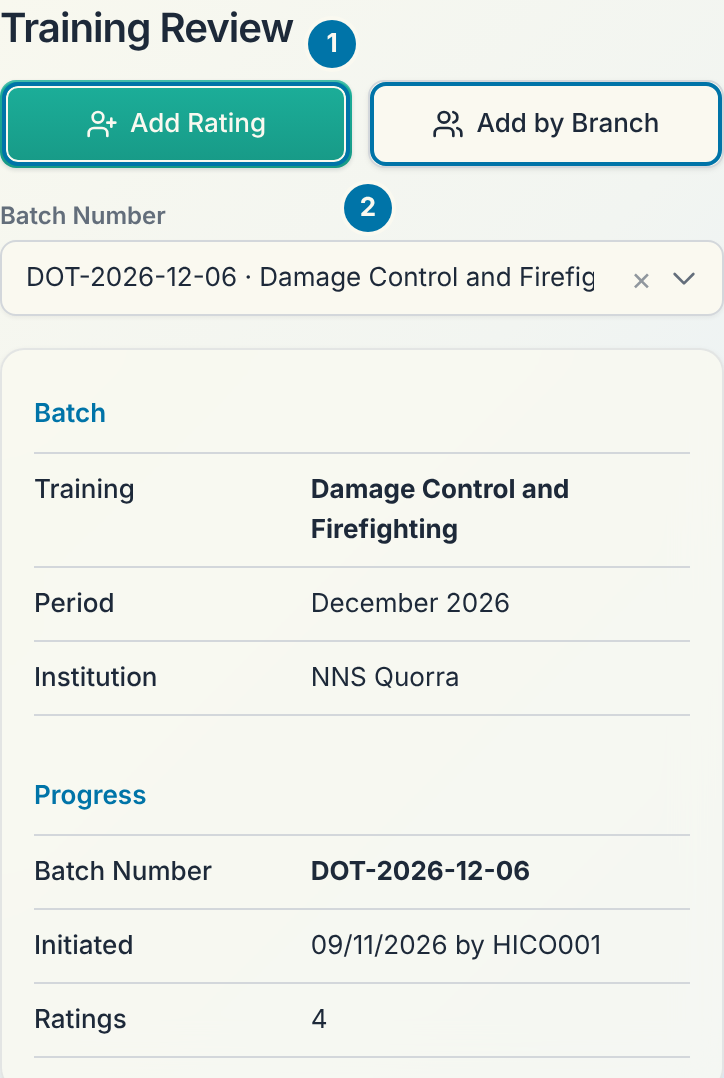 Training Review
1
Add Rating
Add by Branch
2
Batch Number
DOT-2026-12-06 · Damage Control and Firefig
Batch
Training
Damage Control and
Firefighting
Period
December 2026
Institution
NNS Quorra
Progress
Batch Number
DOT-2026-12-06
Initiated
09/11/2026 by HICO001
Ratings
4